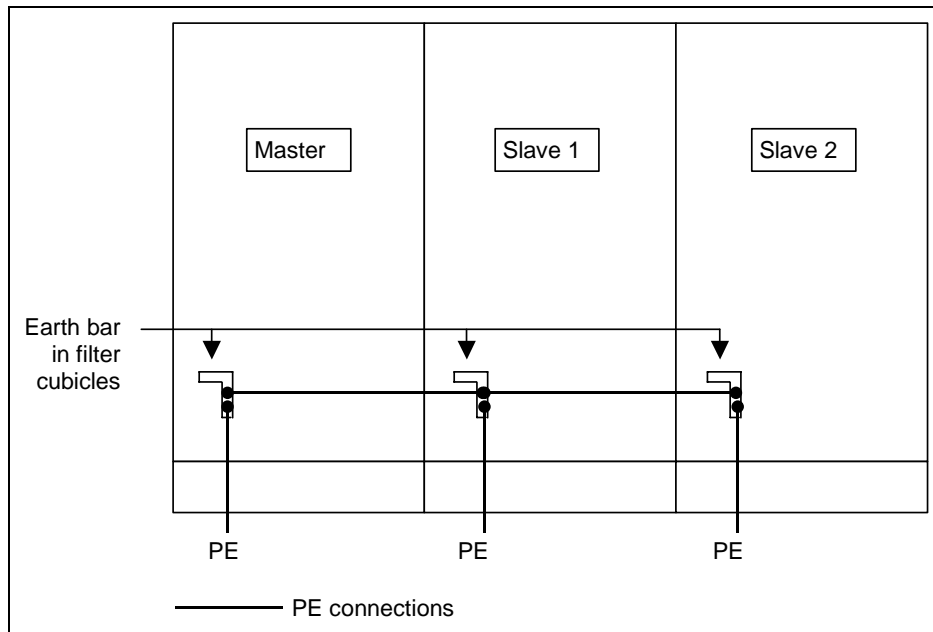 Master
Slave 1
Slave 2
Earth bar
in filter
cubicles
PE
PE
PE
PE connections